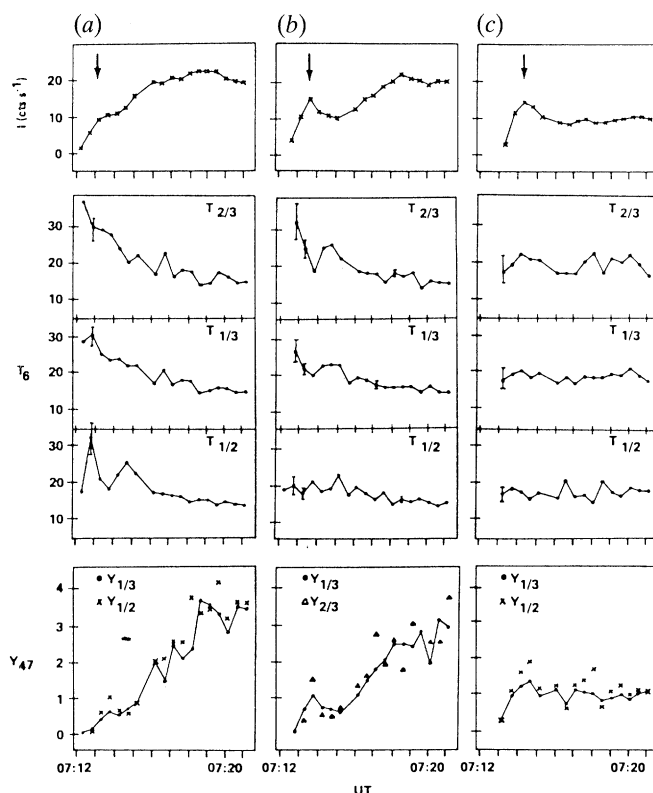 (a) (b) (c)
I (cts s⁻¹)
20
10
0
T 2/3 T 2/3 T 2/3
30
20
10
T 1/3 T 1/3 T 1/3
30
20
10
T₆
T 1/2 T 1/2 T 1/2
30
20
10
Y 1/3 Y 1/3 Y 1/3
Y 1/2 Y 2/3 Y 1/2
4
3
2
1
0
Y₄₇
07:12 07:20 07:12 07:20 07:12 07:20
UT